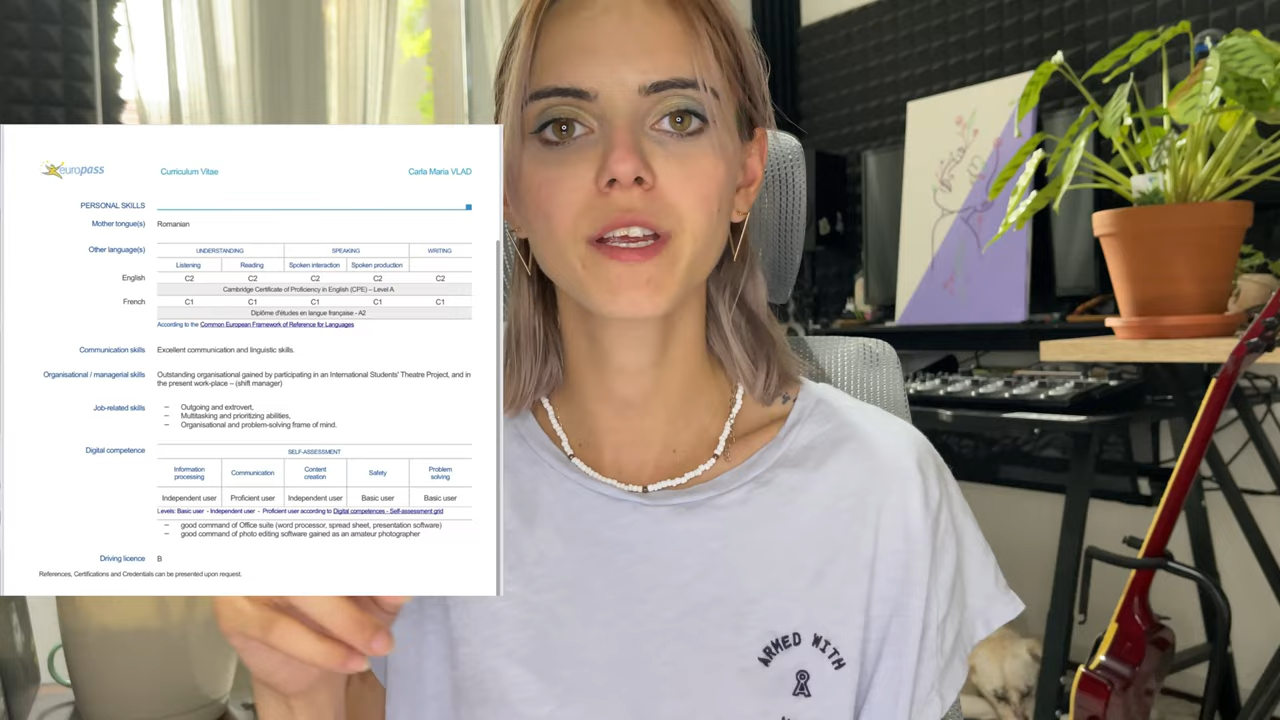 europass
Curriculum Vitae
Carla Maria VLAD
PERSONAL SKILLS
Mother tongue(s) Romanian
Other language(s) UNDERSTANDING SPEAKING WRITING
Listening Reading Spoken interaction Spoken production
English C2 C2 C2 C2 C2
Cambridge Certificate of Proficiency in English (CPE) – Level A
French C1 C1 C1 C1 C1
Diplôme d'études en langue française - A2
According to the Common European Framework of Reference for Languages
Communication skills Excellent communication and linguistic skills.
Organisational / managerial skills Outstanding organisational gained by participating in an International Students' Theatre Project, and in
the present work-place – (shift manager)
Job-related skills – Outgoing and extrovert,
– Multitasking and prioritizing abilities,
– Organisational and problem-solving frame of mind.
Digital competence SELF-ASSESSMENT
Information processing Communication Content creation Safety Problem solving
Independent user Proficient user Independent user Basic user Basic user
Levels: Basic user - Independent user - Proficient user according to Digital competences - Self-assessment grid
– good command of Office suite (word processor, spread sheet, presentation software)
– good command of photo editing software gained as an amateur photographer
Driving licence B
References, Certifications and Credentials can be presented upon request.
ARMED WITH